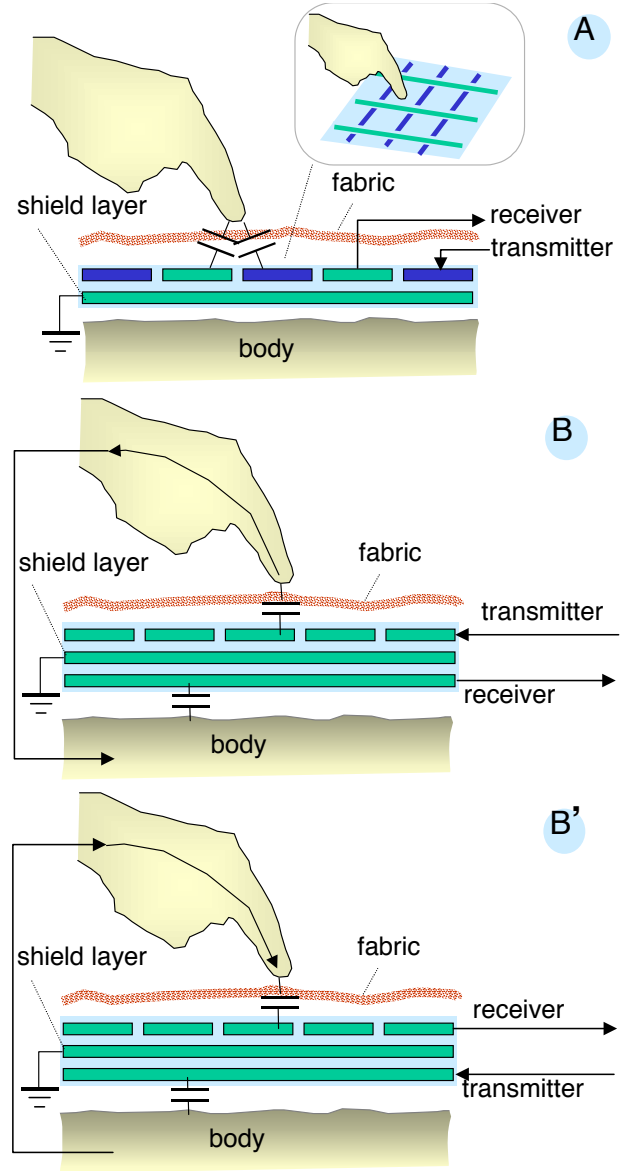 A
fabric
shield layer
receiver
transmitter
body
B
shield layer
fabric
transmitter
receiver
body
B’
shield layer
fabric
receiver
transmitter
body